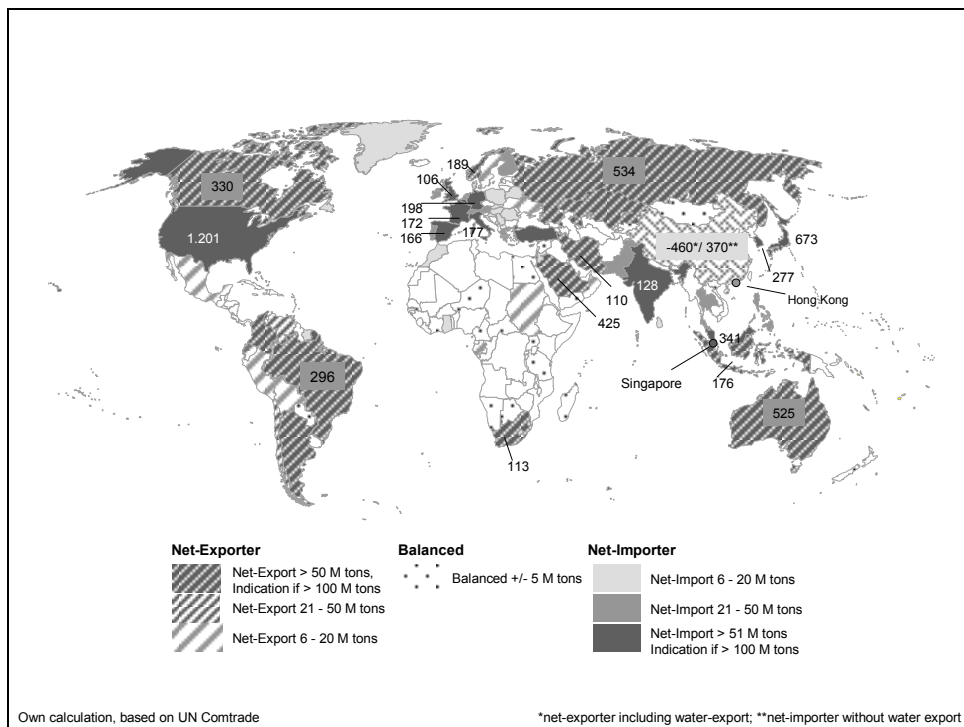 189
106
330
534
198
172
1.201
177
166
-460*/ 370**
673
277
128
110
Hong Kong
425
341
296
Singapore
176
525
113
Net-Exporter
Net-Export > 50 M tons,
Indication if > 100 M tons
Net-Export 21 - 50 M tons
Net-Export 6 - 20 M tons
Balanced
Balanced +/- 5 M tons
Net-Importer
Net-Import 6 - 20 M tons
Net-Import 21 - 50 M tons
Net-Import > 51 M tons
Indication if > 100 M tons
Own calculation, based on UN Comtrade
*net-exporter including water-export; **net-importer without water export